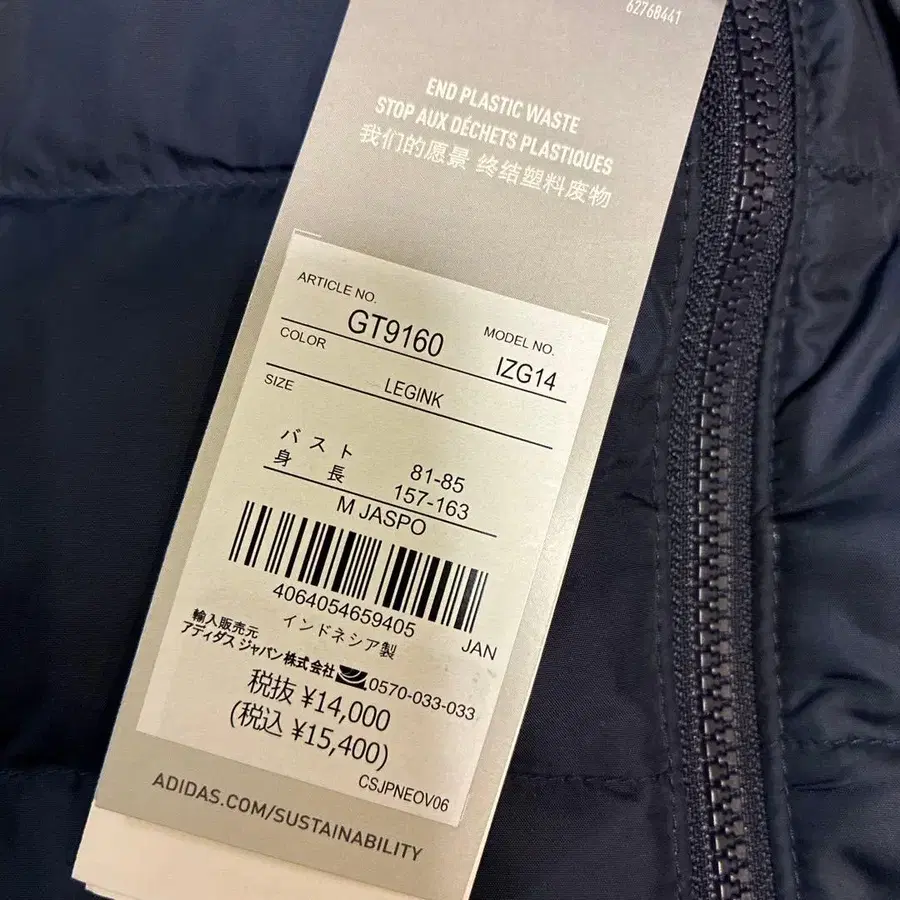 62768441
END PLASTIC WASTE
STOP AUX DÉCHETS PLASTIQUES
我们的愿景 终结塑料废物
ARTICLE NO. GT9160 MODEL NO. IZG14
COLOR LEGINK
SIZE
バスト 81-85
身長 157-163
M JASPO
4064054659405 JAN
インドネシア製
輸入販売元
アディダス ジャパン株式会社 0570-033-033
税抜 ¥14,000
(税込 ¥15,400)
CSJPNEOV06
ADIDAS.COM/SUSTAINABILITY